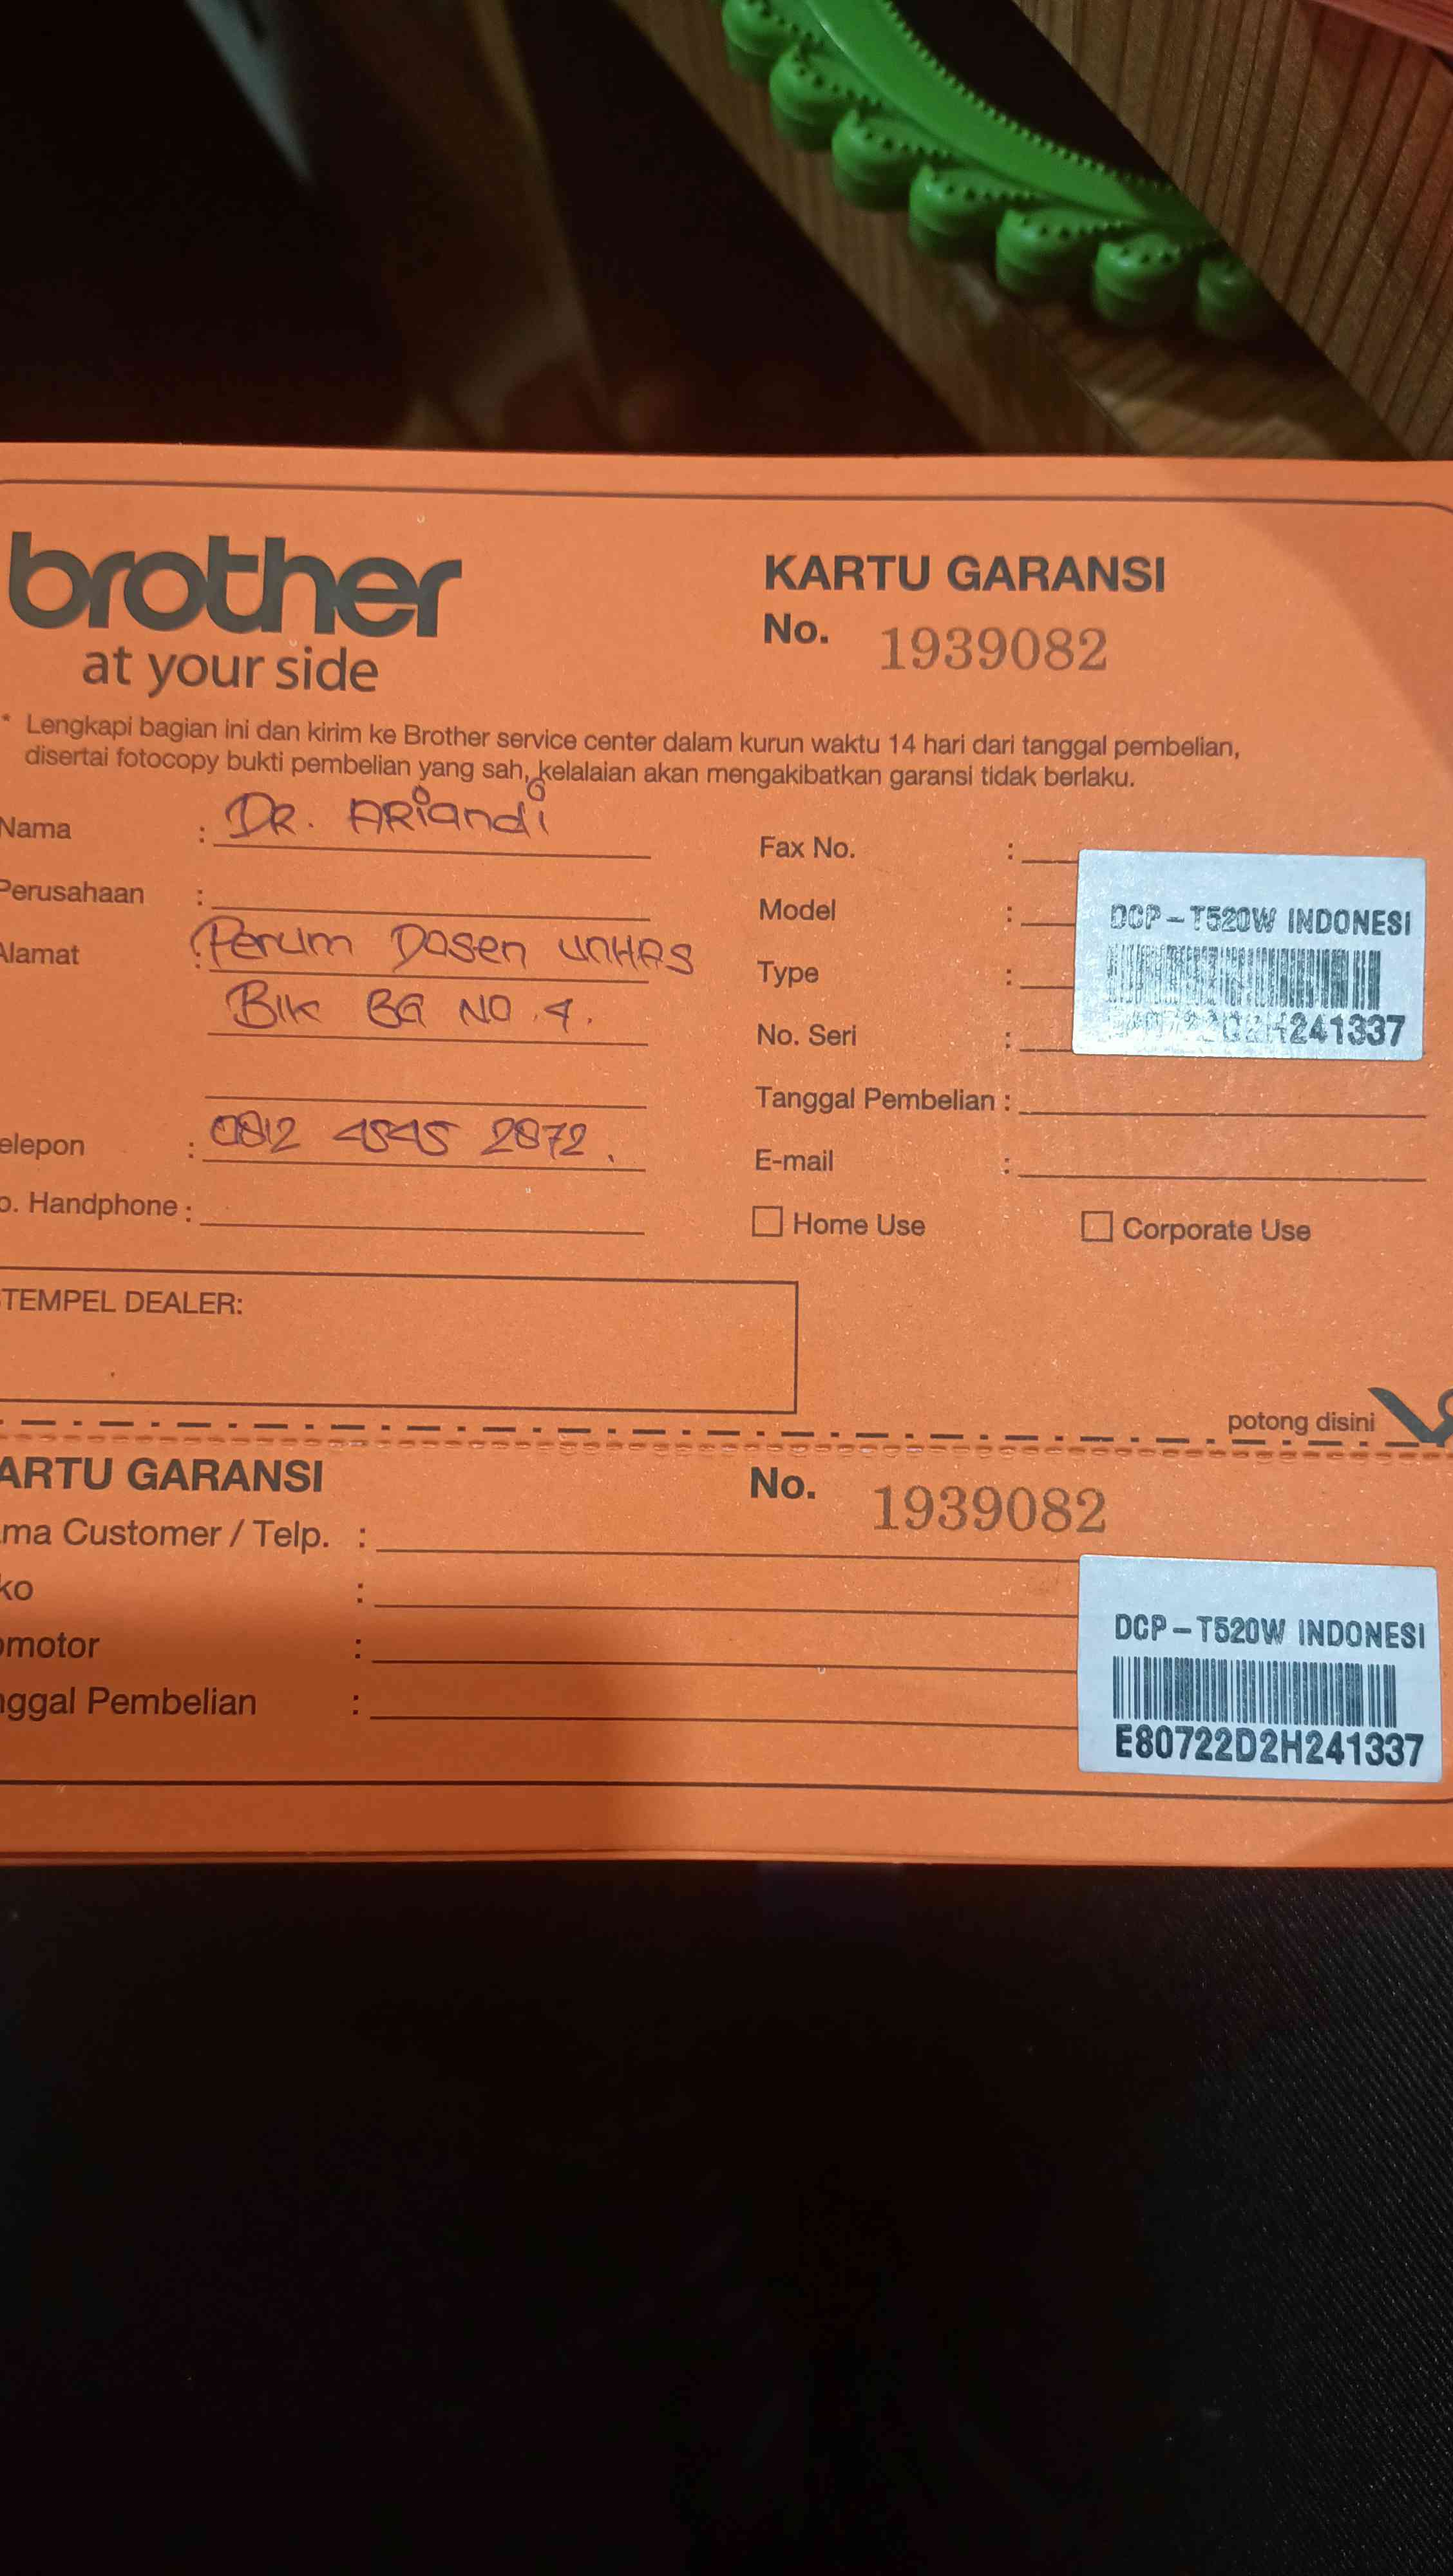 brother
at your side
KARTU GARANSI
No. 1939082
* Lengkapi bagian ini dan kirim ke Brother service center dalam kurun waktu 14 hari dari tanggal pembelian,
disertai fotocopy bukti pembelian yang sah, kelalaian akan mengakibatkan garansi tidak berlaku.
Nama : DR. ARiandi
Perusahaan :
Alamat : Perum Dosen UNHAS
Blk BG NO. 4.
elepon : 0812 4545 2872.
o. Handphone :
Fax No. :
Model :
Type :
No. Seri :
DCP-T520W INDONESI
H241337
Tanggal Pembelian :
E-mail :
Home Use
Corporate Use
TEMPEL DEALER:
potong disini
ARTU GARANSI
No. 1939082
ma Customer / Telp. :
ko :
omotor :
nggal Pembelian :
DCP-T520W INDONESI
E80722D2H241337